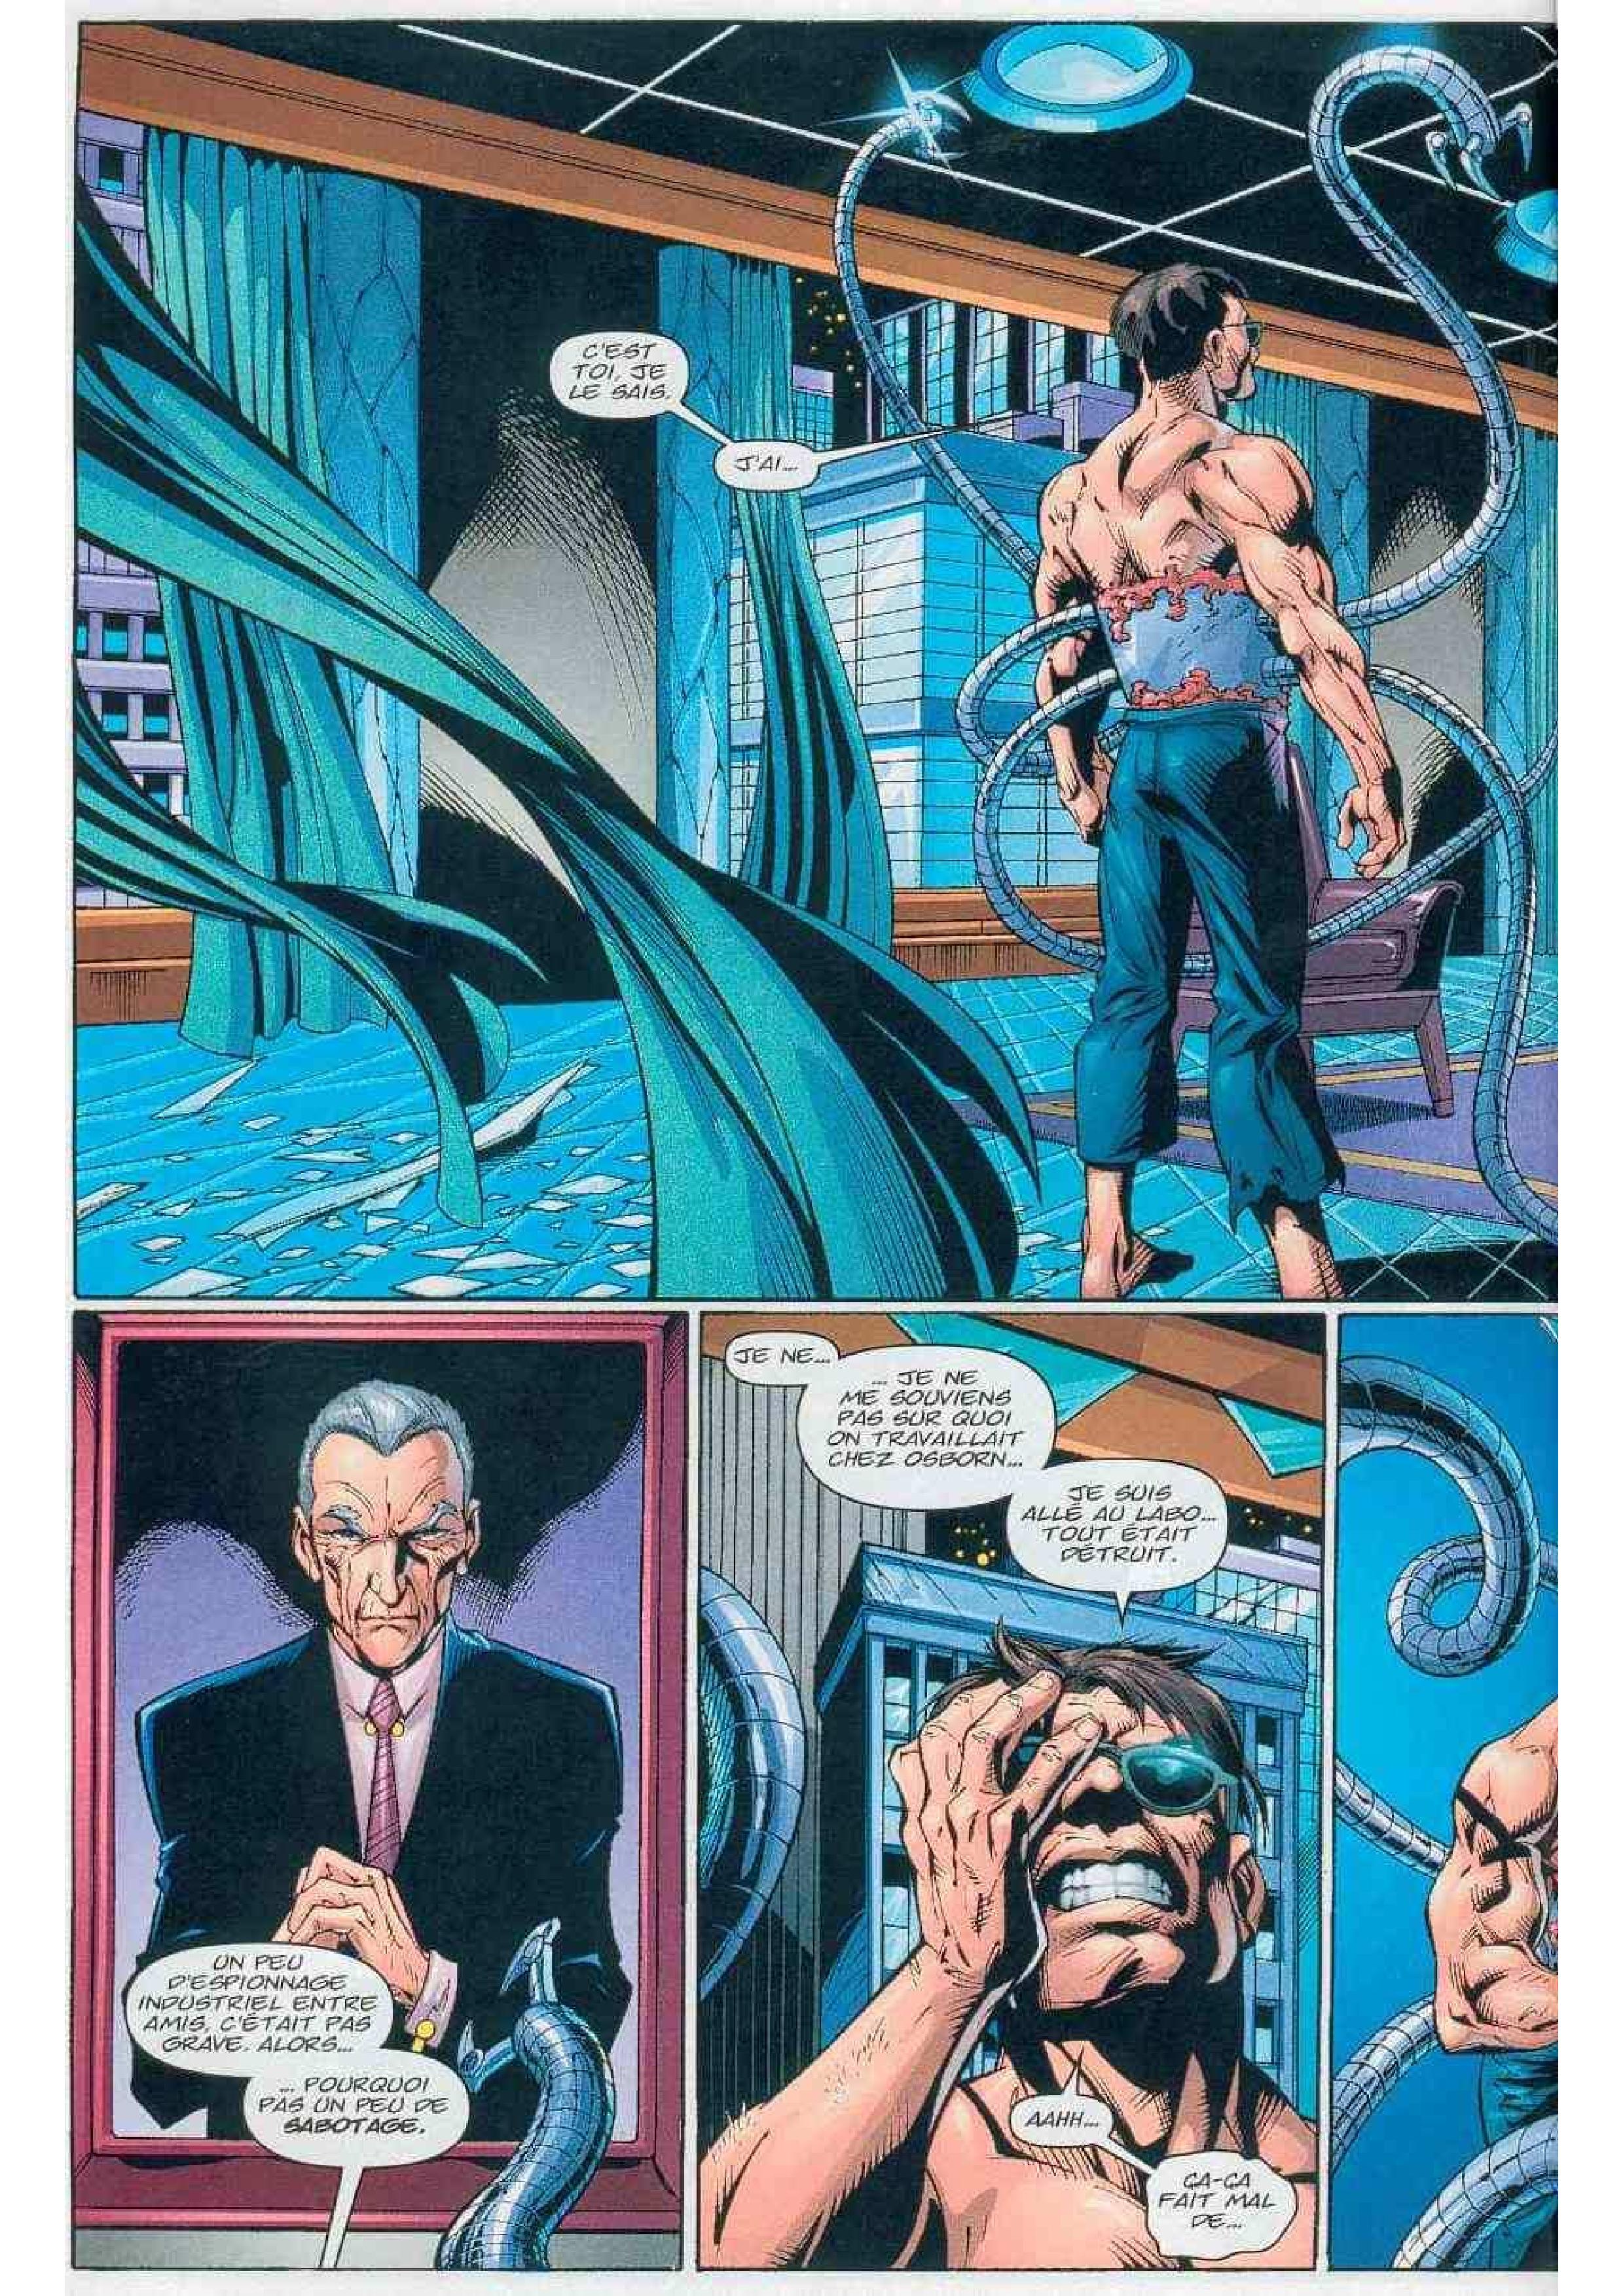 C'EST
TOI, JE
LE SAIS.
J'AI...
UN PEU
D'ESPIONNAGE
INDUSTRIEL ENTRE
AMIS. C'ÉTAIT PAS
GRAVE. ALORS...
... POURQUOI
PAS UN PEU DE
SABOTAGE.
JE NE...
... JE NE
ME SOUVIENS
PAS SUR QUOI
ON TRAVAILLAIT
CHEZ OSBORN...
JE SUIS
ALLÉ AU LABO...
TOUT ÉTAIT
DÉTRUIT.
AAHH...
ÇA-ÇA
FAIT MAL
DE...